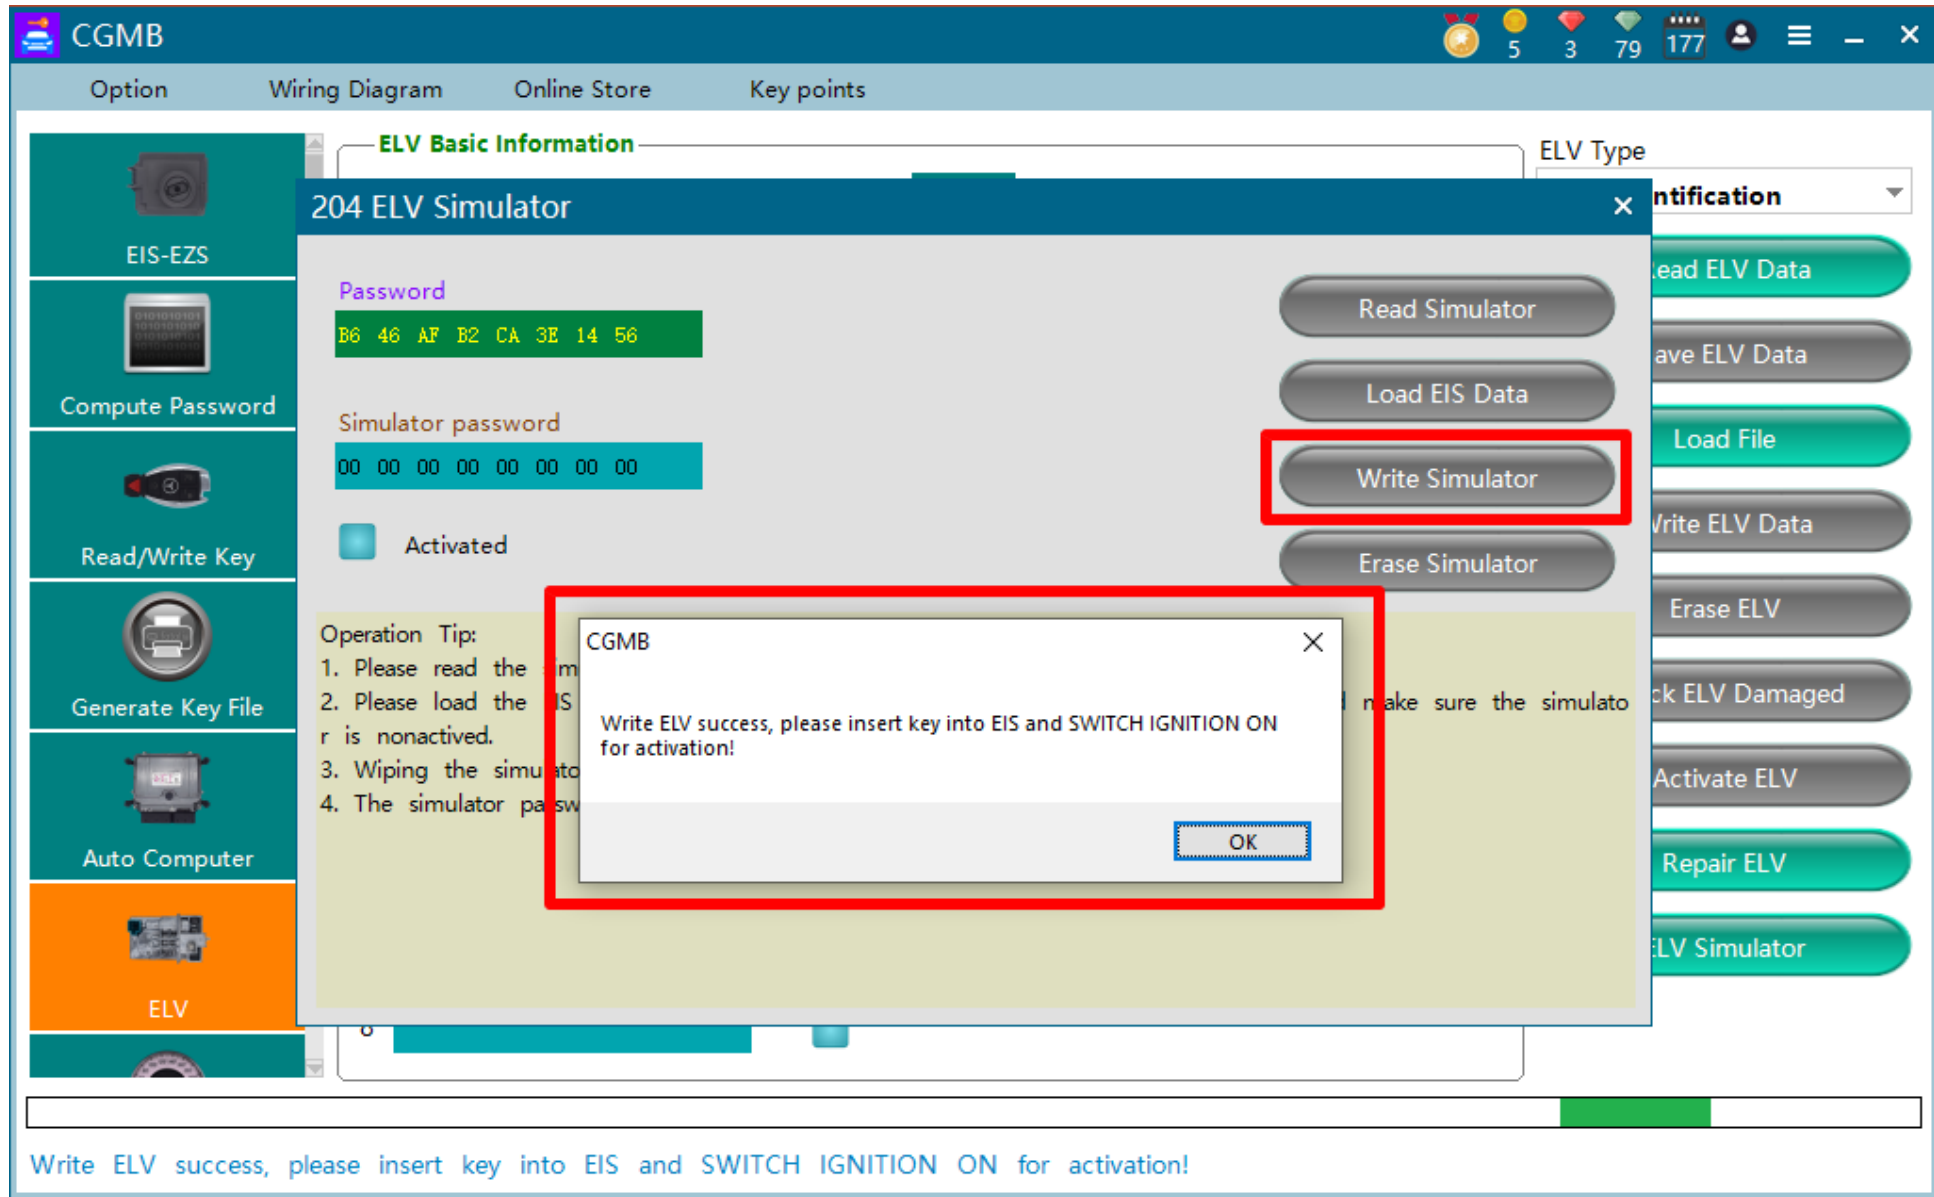 CGMB
5
3
79
177
Option
Wiring Diagram
Online Store
Key points
EIS-EZS
Compute Password
Read/Write Key
Generate Key File
Auto Computer
ELV
ELV Basic Information
ELV Type
ntification
ead ELV Data
ave ELV Data
Load File
rite ELV Data
Erase ELV
ck ELV Damaged
Activate ELV
Repair ELV
ELV Simulator
204 ELV Simulator
Password
B6 46 AF B2 CA 3E 14 56
Simulator password
00 00 00 00 00 00 00 00
Activated
Read Simulator
Load EIS Data
Write Simulator
Erase Simulator
Operation Tip:
1. Please read the sim
2. Please load the IS make sure the simulato
r is nonactived.
3. Wiping the simulato
4. The simulator passw
CGMB
Write ELV success, please insert key into EIS and SWITCH IGNITION ON
for activation!
OK
Write ELV success, please insert key into EIS and SWITCH IGNITION ON for activation!